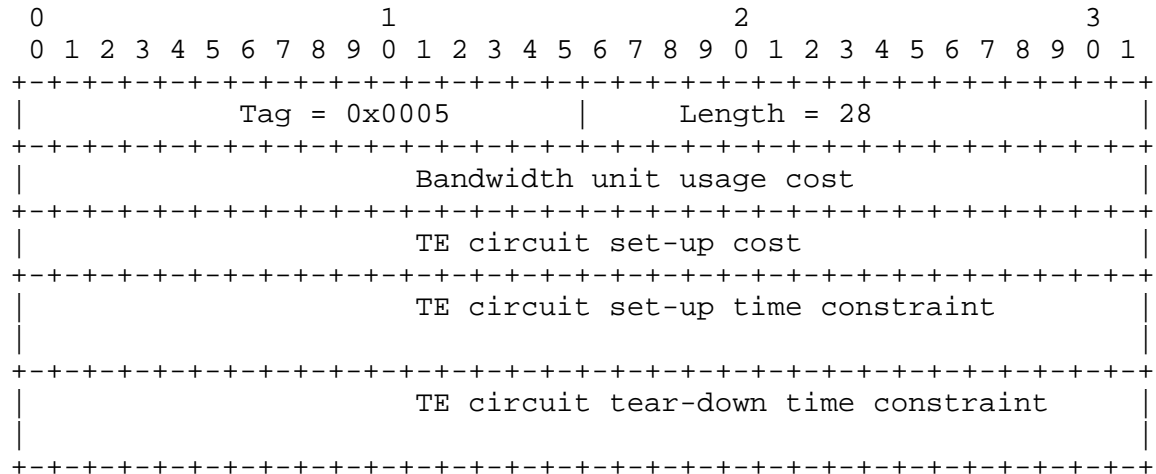 0                   1                   2                   3
 0 1 2 3 4 5 6 7 8 9 0 1 2 3 4 5 6 7 8 9 0 1 2 3 4 5 6 7 8 9 0 1
+-+-+-+-+-+-+-+-+-+-+-+-+-+-+-+-+-+-+-+-+-+-+-+-+-+-+-+-+-+-+-+-+
|            Tag = 0x0005       |     Length = 28               |
+-+-+-+-+-+-+-+-+-+-+-+-+-+-+-+-+-+-+-+-+-+-+-+-+-+-+-+-+-+-+-+-+
|                      Bandwidth unit usage cost                |
+-+-+-+-+-+-+-+-+-+-+-+-+-+-+-+-+-+-+-+-+-+-+-+-+-+-+-+-+-+-+-+-+
|                      TE circuit set-up cost                   |
+-+-+-+-+-+-+-+-+-+-+-+-+-+-+-+-+-+-+-+-+-+-+-+-+-+-+-+-+-+-+-+-+
|                      TE circuit set-up time constraint        |
|                                                               |
+-+-+-+-+-+-+-+-+-+-+-+-+-+-+-+-+-+-+-+-+-+-+-+-+-+-+-+-+-+-+-+-+
|                      TE circuit tear-down time constraint     |
|                                                               |
+-+-+-+-+-+-+-+-+-+-+-+-+-+-+-+-+-+-+-+-+-+-+-+-+-+-+-+-+-+-+-+-+